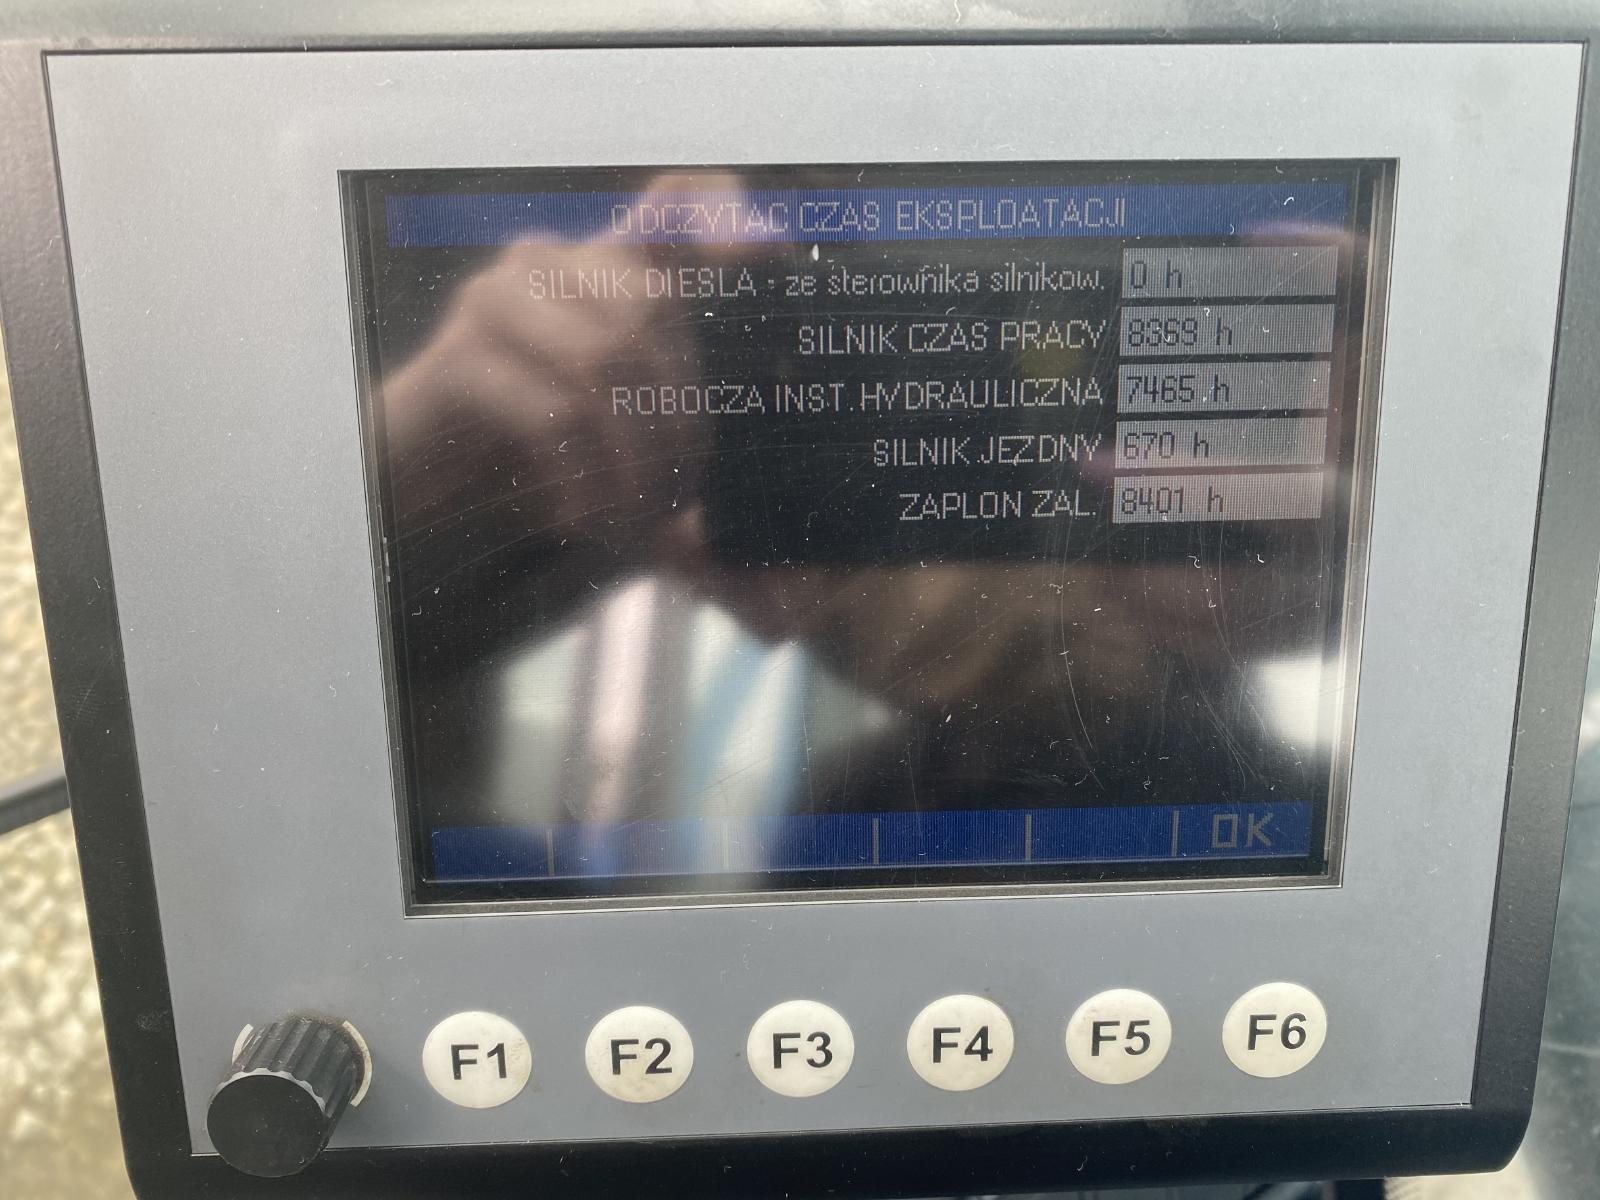 ODCZYTAC CZAS EKSPLOATACJI
SILNIK DIESLA - ze sterownika silnikow. 0 h
SILNIK CZAS PRACY 8369 h
ROBOCZA INST.HYDRAULICZNA 7465 h
SILNIK JEZDNY 670 h
ZAPLON ZAL. 8401 h
OK
F1 F2 F3 F4 F5 F6